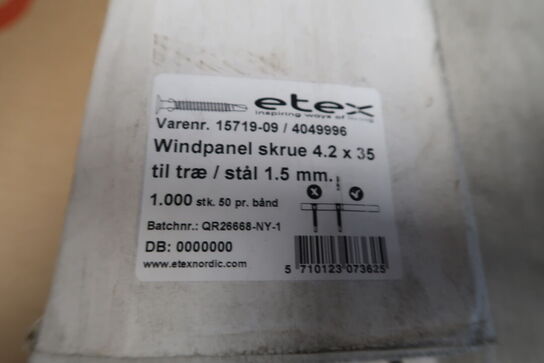 etex
inspiring ways of living
Varenr. 15719-09 / 4049996
Windpanel skrue 4.2 x 35
til træ / stål 1.5 mm.
1.000 stk. 50 pr. bånd
Batchnr.: QR26668-NY-1
DB: 0000000
www.etexnordic.com
5 710123 073625